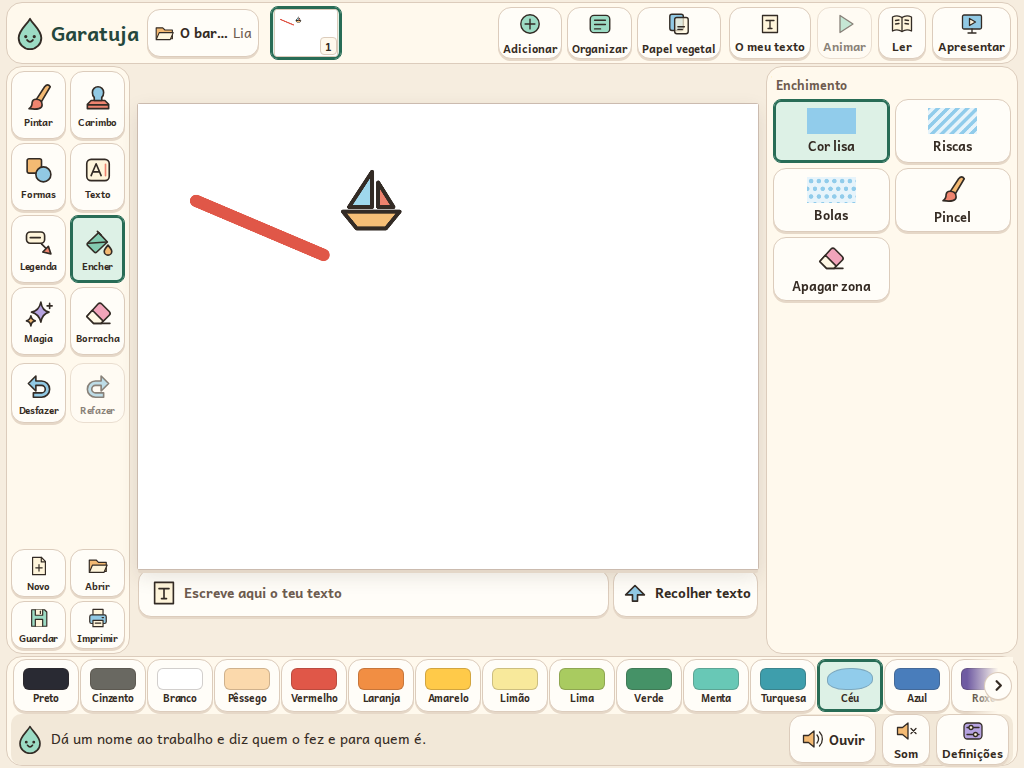 Garatuja
O bar... Lia
1
Adicionar
Organizar
Papel vegetal
O meu texto
Animar
Ler
Apresentar
Pintar
Carimbo
Formas
Texto
Legenda
Encher
Magia
Borracha
Desfazer
Refazer
Novo
Abrir
Guardar
Imprimir
Enchimento
Cor lisa
Riscas
Bolas
Pincel
Apagar zona
Escreve aqui o teu texto
Recolher texto
Preto
Cinzento
Branco
Pêssego
Vermelho
Laranja
Amarelo
Limão
Lima
Verde
Menta
Turquesa
Céu
Azul
Dá um nome ao trabalho e diz quem o fez e para quem é.
Ouvir
Som
Definições